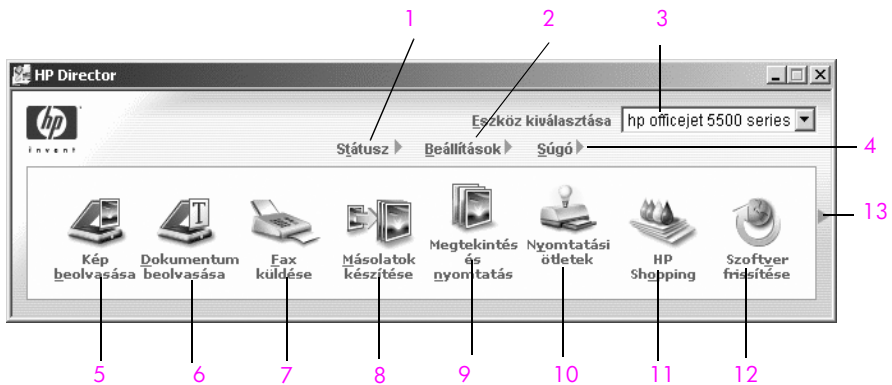 1 2 3
HP Director
hp
invent
Eszköz kiválasztása hp officejet 5500 series
Státusz Beállítások Súgó 4
13
Kép beolvasása
Dokumentum beolvasása
Fax küldése
Másolatok készítése
Megtekintés és nyomtatás
Nyomtatási ötletek
HP Shopping
Szoftver frissítése
5 6 7 8 9 10 11 12